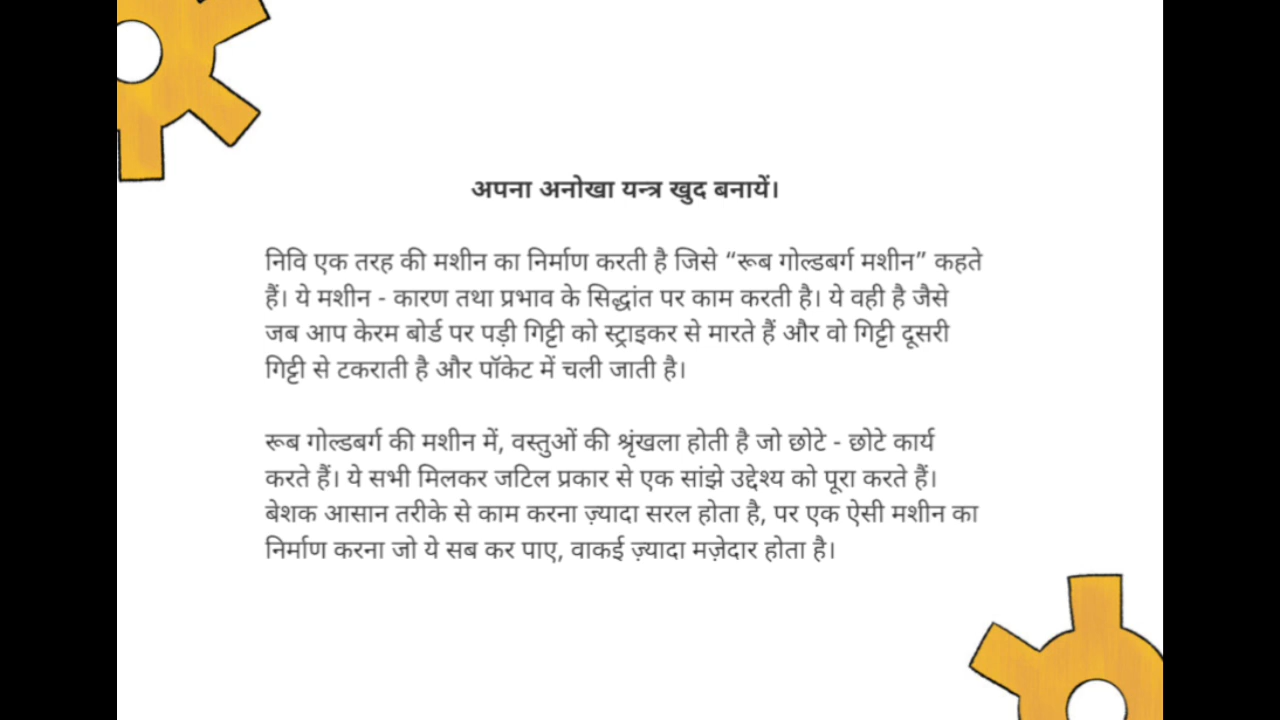 अपना अनोखा यन्त्र खुद बनायें।
निवि एक तरह की मशीन का निर्माण करती है जिसे “रूब गोल्डबर्ग मशीन” कहते
हैं। ये मशीन - कारण तथा प्रभाव के सिद्धांत पर काम करती है। ये वही है जैसे
जब आप केरम बोर्ड पर पड़ी गिट्टी को स्ट्राइकर से मारते हैं और वो गिट्टी दूसरी
गिट्टी से टकराती है और पॉकेट में चली जाती है।
रूब गोल्डबर्ग की मशीन में, वस्तुओं की श्रृंखला होती है जो छोटे - छोटे कार्य
करते हैं। ये सभी मिलकर जटिल प्रकार से एक सांझे उद्देश्य को पूरा करते हैं।
बेशक आसान तरीके से काम करना ज़्यादा सरल होता है, पर एक ऐसी मशीन का
निर्माण करना जो ये सब कर पाए, वाकई ज़्यादा मज़ेदार होता है।